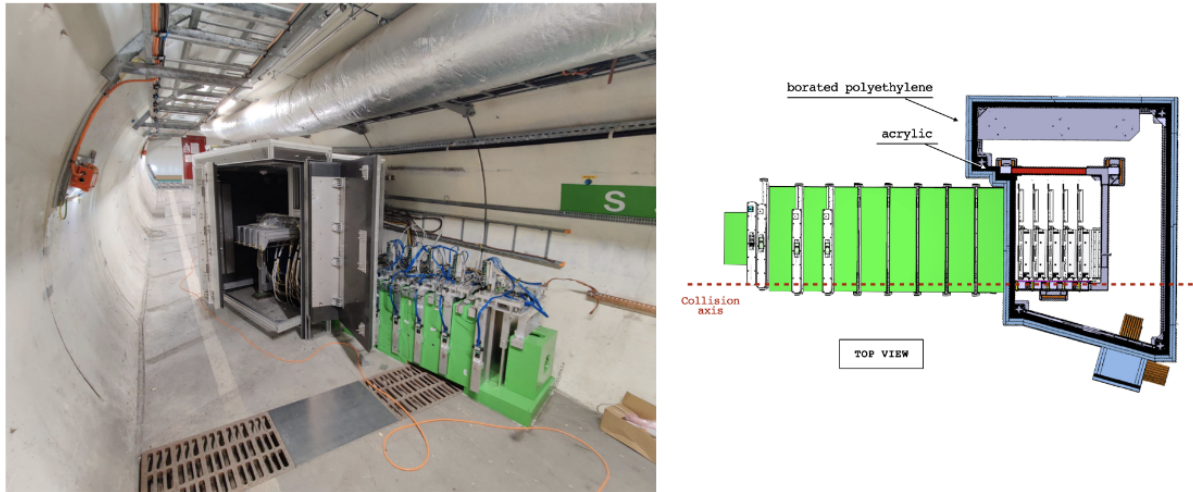 S
borated polyethylene
acrylic
Collision
axis
TOP VIEW